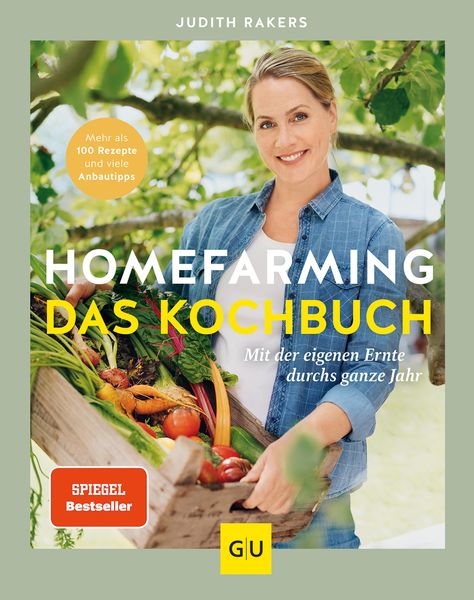 JUDITH RAKERS
Mehr als
100 Rezepte
und viele
Anbautipps
HOMEFARMING
DAS KOCHBUCH
Mit der eigenen Ernte
durchs ganze Jahr
SPIEGEL
Bestseller
G|U